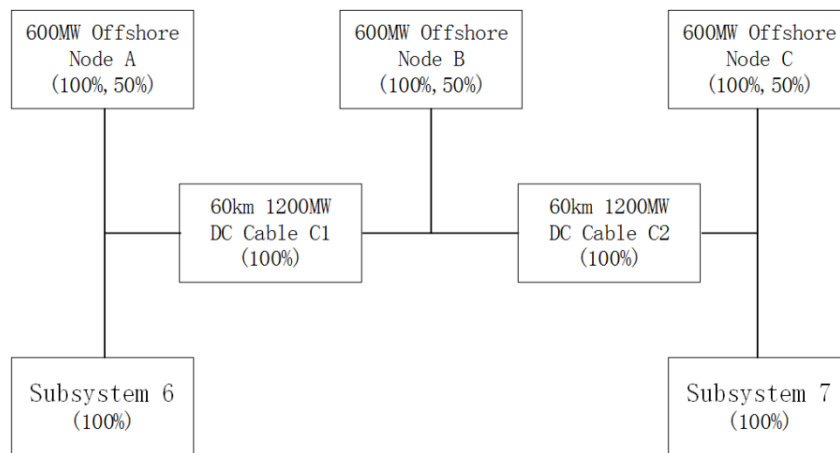 600MW Offshore
Node A
(100%,50%)
600MW Offshore
Node B
(100%,50%)
600MW Offshore
Node C
(100%,50%)
60km 1200MW
DC Cable C1
(100%)
60km 1200MW
DC Cable C2
(100%)
Subsystem 6
(100%)
Subsystem 7
(100%)